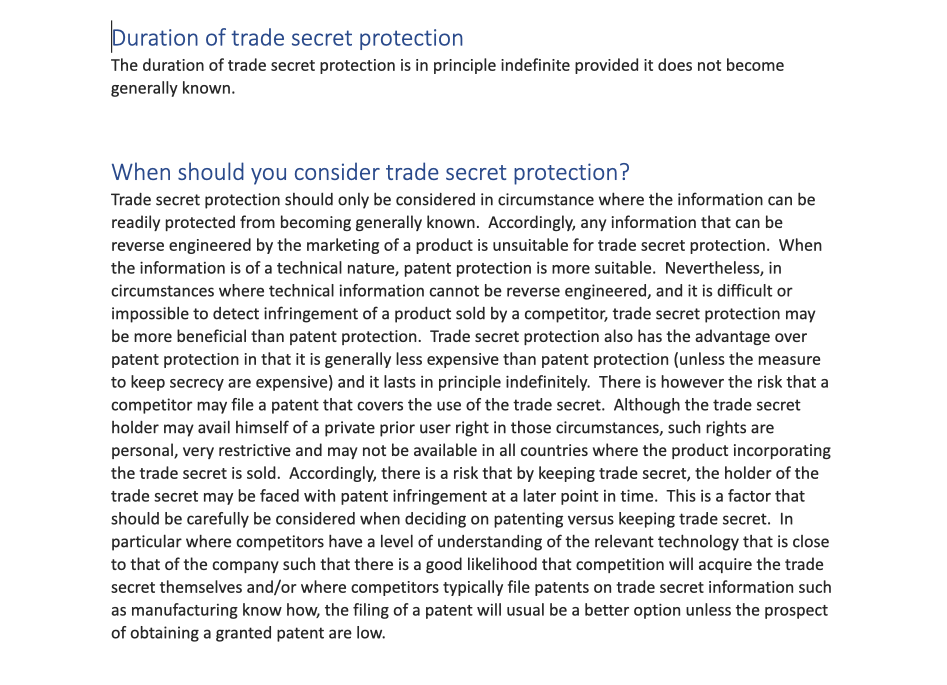 Duration of trade secret protection
The duration of trade secret protection is in principle indefinite provided it does not become
generally known.
When should you consider trade secret protection?
Trade secret protection should only be considered in circumstance where the information can be
readily protected from becoming generally known.  Accordingly, any information that can be
reverse engineered by the marketing of a product is unsuitable for trade secret protection.  When
the information is of a technical nature, patent protection is more suitable.  Nevertheless, in
circumstances where technical information cannot be reverse engineered, and it is difficult or
impossible to detect infringement of a product sold by a competitor, trade secret protection may
be more beneficial than patent protection.  Trade secret protection also has the advantage over
patent protection in that it is generally less expensive than patent protection (unless the measure
to keep secrecy are expensive) and it lasts in principle indefinitely.  There is however the risk that a
competitor may file a patent that covers the use of the trade secret.  Although the trade secret
holder may avail himself of a private prior user right in those circumstances, such rights are
personal, very restrictive and may not be available in all countries where the product incorporating
the trade secret is sold.  Accordingly, there is a risk that by keeping trade secret, the holder of the
trade secret may be faced with patent infringement at a later point in time.  This is a factor that
should be carefully be considered when deciding on patenting versus keeping trade secret.  In
particular where competitors have a level of understanding of the relevant technology that is close
to that of the company such that there is a good likelihood that competition will acquire the trade
secret themselves and/or where competitors typically file patents on trade secret information such
as manufacturing know how, the filing of a patent will usual be a better option unless the prospect
of obtaining a granted patent are low.